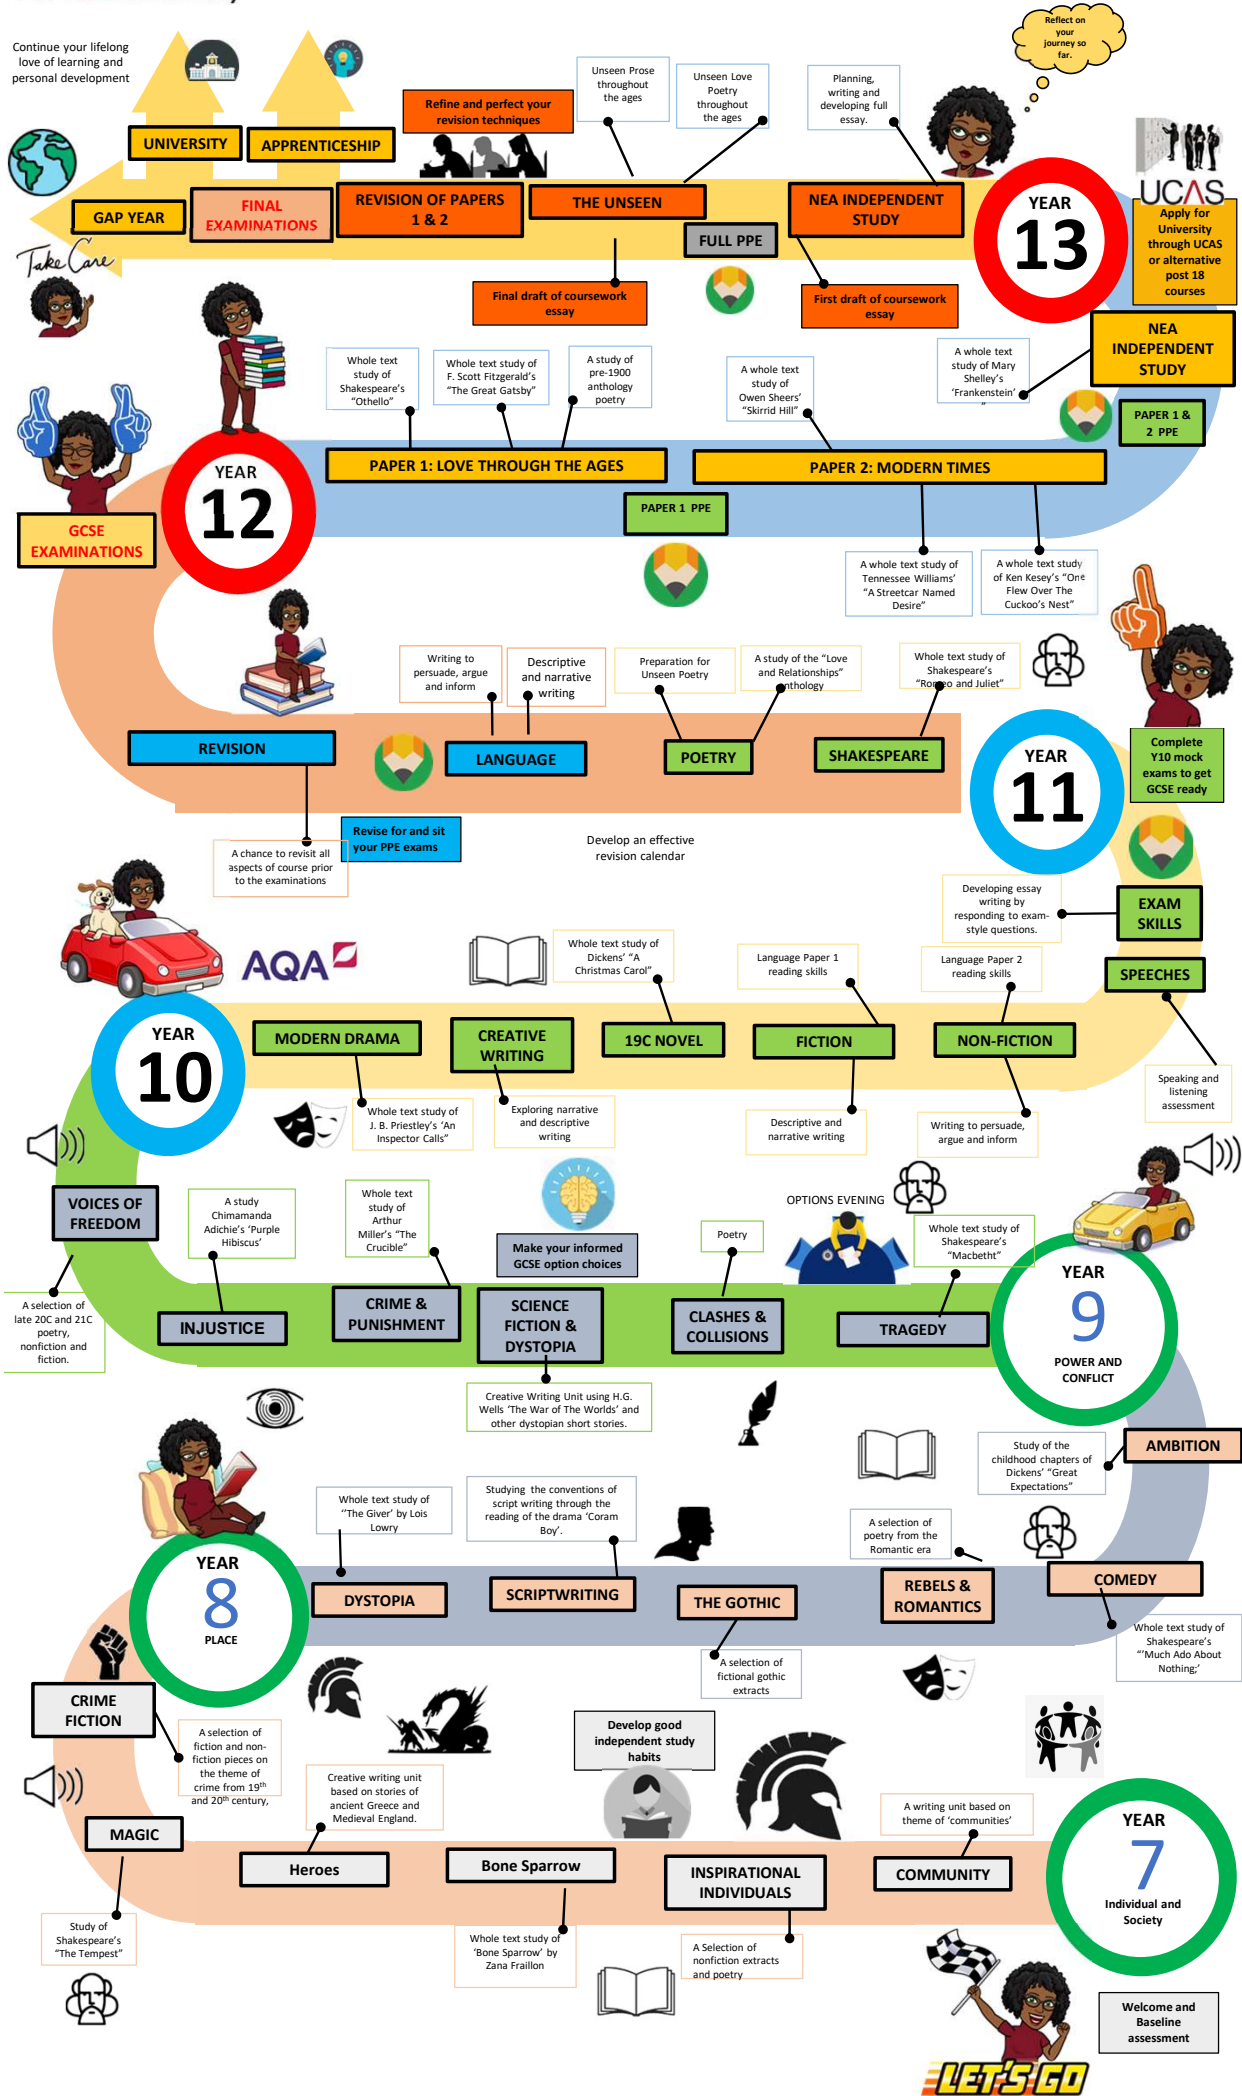 Continue your lifelong
love of learning and
personal development
UNIVERSITY
APPRENTICESHIP
Refine and perfect your
revision techniques
Unseen Prose
throughout
the ages
Unseen Love
Poetry
throughout
the ages
Planning,
writing and
developing full
essay.
Reflect on
your
journey so
far.
GAP YEAR
FINAL
EXAMINATIONS
REVISION OF PAPERS
1 & 2
THE UNSEEN
FULL PPE
NEA INDEPENDENT
STUDY
YEAR
13
UCAS
Apply for
University
through UCAS
or alternative
post 18
courses
Take Care
Final draft of coursework
essay
First draft of coursework
essay
NEA
INDEPENDENT
STUDY
Whole text
study of
Shakespeare's
"Othello"
Whole text study of
F. Scott Fitzgerald's
"The Great Gatsby"
A study of
pre-1900
anthology
poetry
A whole text
study of
Owen Sheers'
"Skirrid Hill"
A whole text
study of Mary
Shelley's
'Frankenstein'
"
PAPER 1 &
2 PPE
YEAR
12
PAPER 1: LOVE THROUGH THE AGES
PAPER 2: MODERN TIMES
PAPER 1 PPE
GCSE
EXAMINATIONS
A whole text study of
Tennessee Williams'
"A Streetcar Named
Desire"
A whole text study
of Ken Kesey's "One
Flew Over The
Cuckoo's Nest"
Writing to
persuade, argue
and inform
Descriptive
and narrative
writing
Preparation for
Unseen Poetry
A study of the "Love
and Relationships"
anthology
Whole text study of
Shakespeare's
"Romeo and Juliet"
REVISION
LANGUAGE
POETRY
SHAKESPEARE
YEAR
11
Complete
Y10 mock
exams to get
GCSE ready
Revise for and sit
your PPE exams
A chance to revisit all
aspects of course prior
to the examinations
Develop an effective
revision calendar
Developing essay
writing by
responding to exam-
style questions.
EXAM
SKILLS
SPEECHES
AQA
Whole text study of
Dickens' "A
Christmas Carol"
Language Paper 1
reading skills
Language Paper 2
reading skills
YEAR
10
MODERN DRAMA
CREATIVE
WRITING
19C NOVEL
FICTION
NON-FICTION
Whole text study of
J. B. Priestley's 'An
Inspector Calls"
Exploring narrative
and descriptive
writing
Descriptive and
narrative writing
Writing to persuade,
argue and inform
Speaking and
listening
assessment
VOICES OF
FREEDOM
A study
Chimamanda
Adichie's 'Purple
Hibiscus'
Whole text
study of
Arthur
Miller's "The
Crucible"
Make your informed
GCSE option choices
Poetry
OPTIONS EVENING
Whole text study of
Shakespeare's
"Macbetht"
A selection of
late 20C and 21C
poetry,
nonfiction and
fiction.
INJUSTICE
CRIME &
PUNISHMENT
SCIENCE
FICTION &
DYSTOPIA
CLASHES &
COLLISIONS
TRAGEDY
YEAR
9
POWER AND
CONFLICT
Creative Writing Unit using H.G.
Wells 'The War of The Worlds' and
other dystopian short stories.
Study of the
childhood chapters of
Dickens' "Great
Expectations"
AMBITION
Whole text study of
''The Giver' by Lois
Lowry
Studying the conventions of
script writing through the
reading of the drama 'Coram
Boy'.
A selection of
poetry from the
Romantic era
YEAR
8
PLACE
DYSTOPIA
SCRIPTWRITING
THE GOTHIC
REBELS &
ROMANTICS
COMEDY
A selection of
fictional gothic
extracts
Whole text study of
Shakespeare's
"'Much Ado About
Nothing;'
CRIME
FICTION
A selection of
fiction and non-
fiction pieces on
the theme of
crime from 19th
and 20th century,
Creative writing unit
based on stories of
ancient Greece and
Medieval England.
Develop good
independent study
habits
A writing unit based on
theme of 'communities'
MAGIC
Heroes
Bone Sparrow
INSPIRATIONAL
INDIVIDUALS
COMMUNITY
YEAR
7
Individual and
Society
Study of
Shakespeare's
"The Tempest"
Whole text study of
'Bone Sparrow' by
Zana Fraillon
A Selection of
nonfiction extracts
and poetry
Welcome and
Baseline
assessment
LET'S GO